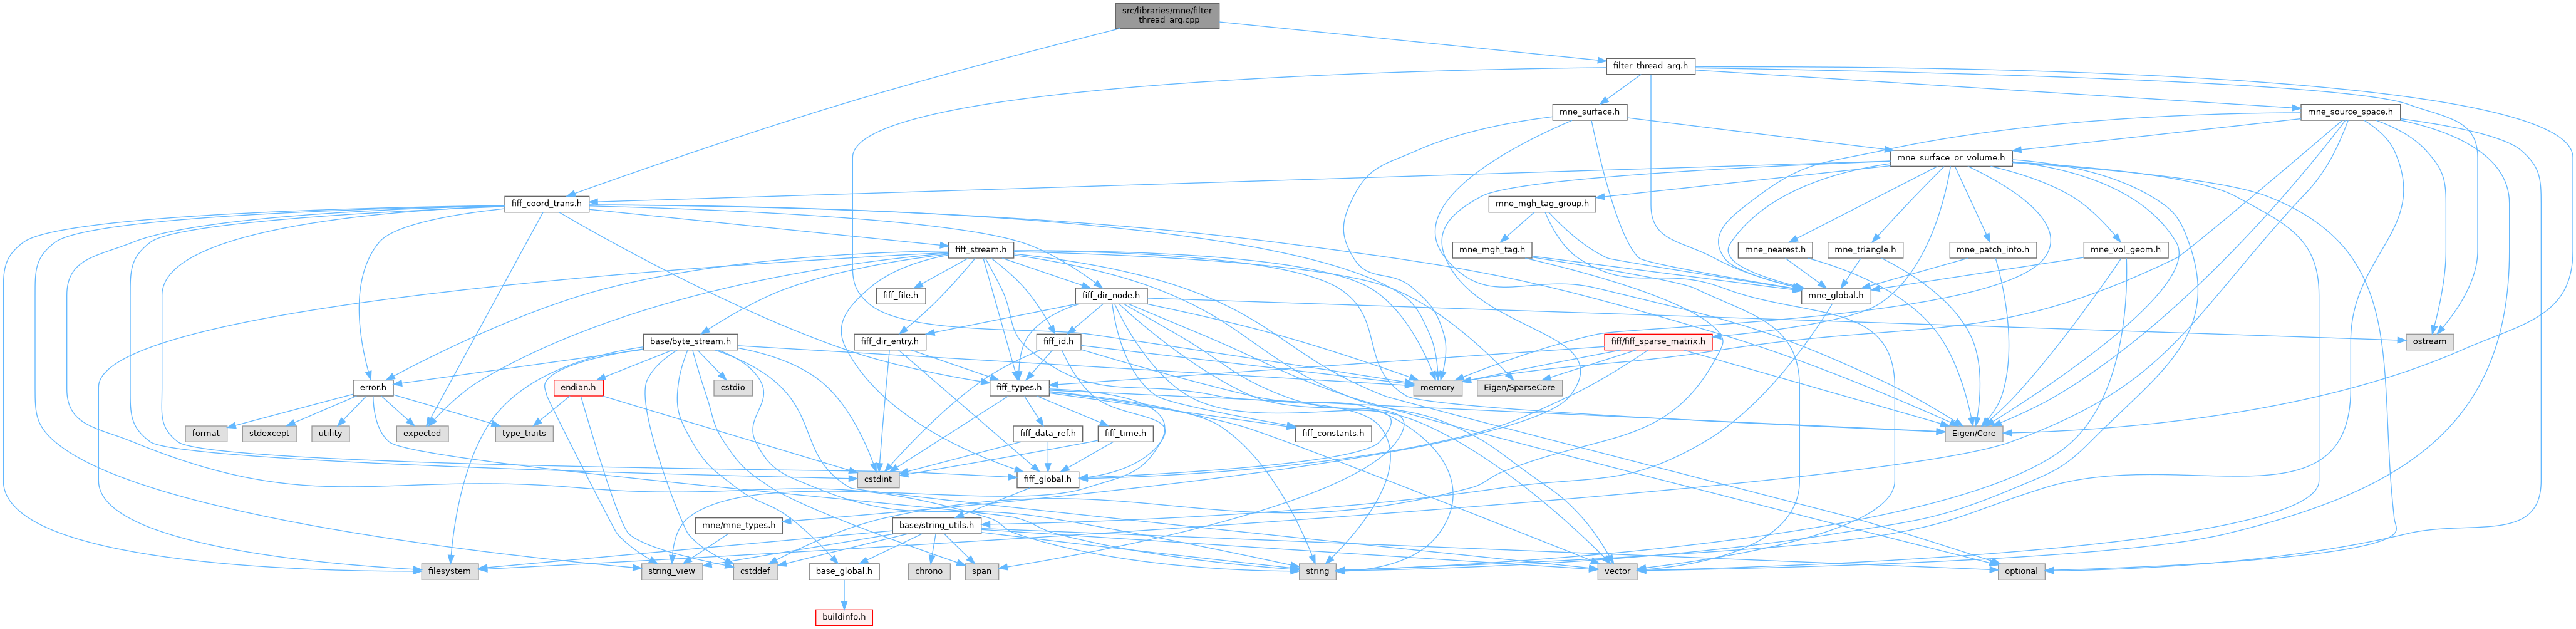 src/libraries/mne/filter
_thread_arg.cpp
filter_thread_arg.h
mne_surface.h
mne_source_space.h
mne_surface_or_volume.h
fiff_coord_trans.h
mne_mgh_tag_group.h
fiff_stream.h
mne_mgh_tag.h
mne_nearest.h
mne_triangle.h
mne_patch_info.h
mne_vol_geom.h
fiff_file.h
fiff_dir_node.h
mne_global.h
base/byte_stream.h
fiff_dir_entry.h
fiff_id.h
fiff/fiff_sparse_matrix.h
ostream
error.h
endian.h
cstdio
fiff_types.h
memory
Eigen/SparseCore
format
stdexcept
utility
expected
type_traits
fiff_data_ref.h
fiff_time.h
fiff_constants.h
Eigen/Core
cstdint
fiff_global.h
mne/mne_types.h
base/string_utils.h
filesystem
string_view
cstddef
base_global.h
chrono
span
string
vector
optional
buildinfo.h